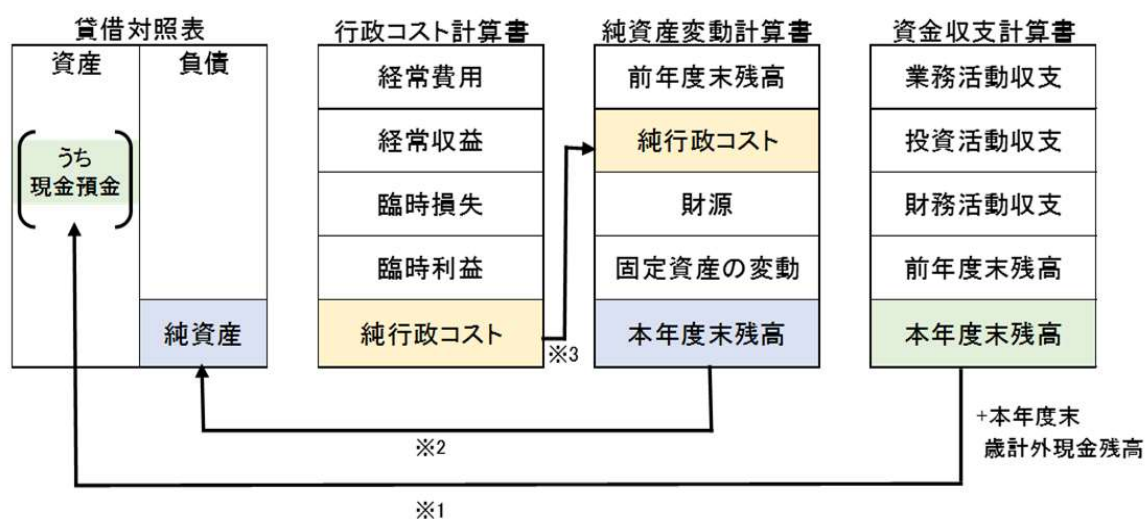 貸借対照表
資産
負債
うち
現金預金
純資産
行政コスト計算書
経常費用
経常収益
臨時損失
臨時利益
純行政コスト
※3
純資産変動計算書
前年度末残高
純行政コスト
財源
固定資産の変動
本年度末残高
資金収支計算書
業務活動収支
投資活動収支
財務活動収支
前年度末残高
本年度末残高
+本年度末
歳計外現金残高
※2
※1